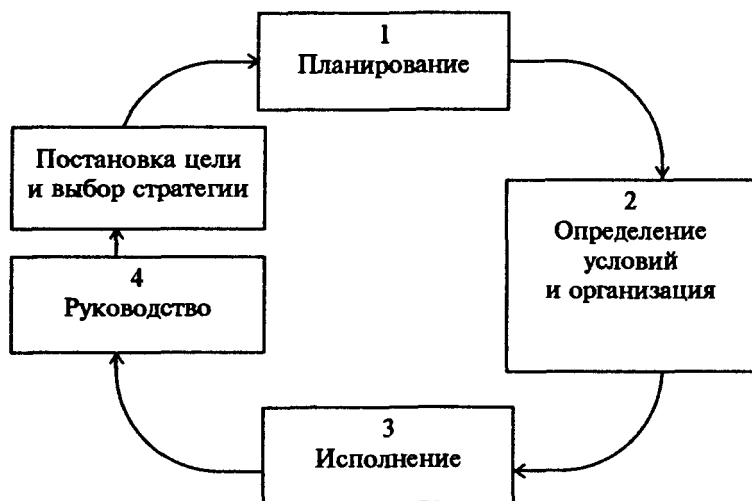 1
Планирование
Постановка цели
и выбор стратегии
2
Определение
условий
и организация
4
Руководство
3
Исполнение